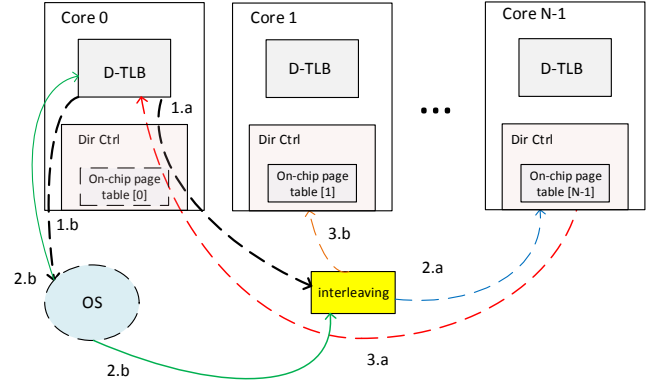 Core 0
Core 1
Core N-1
D-TLB
D-TLB
D-TLB
1.a
...
Dir Ctrl
Dir Ctrl
Dir Ctrl
On-chip page
table [0]
On-chip page
table [1]
On-chip page
table [N-1]
1.b
3.b
2.a
2.b
OS
interleaving
2.b
3.a